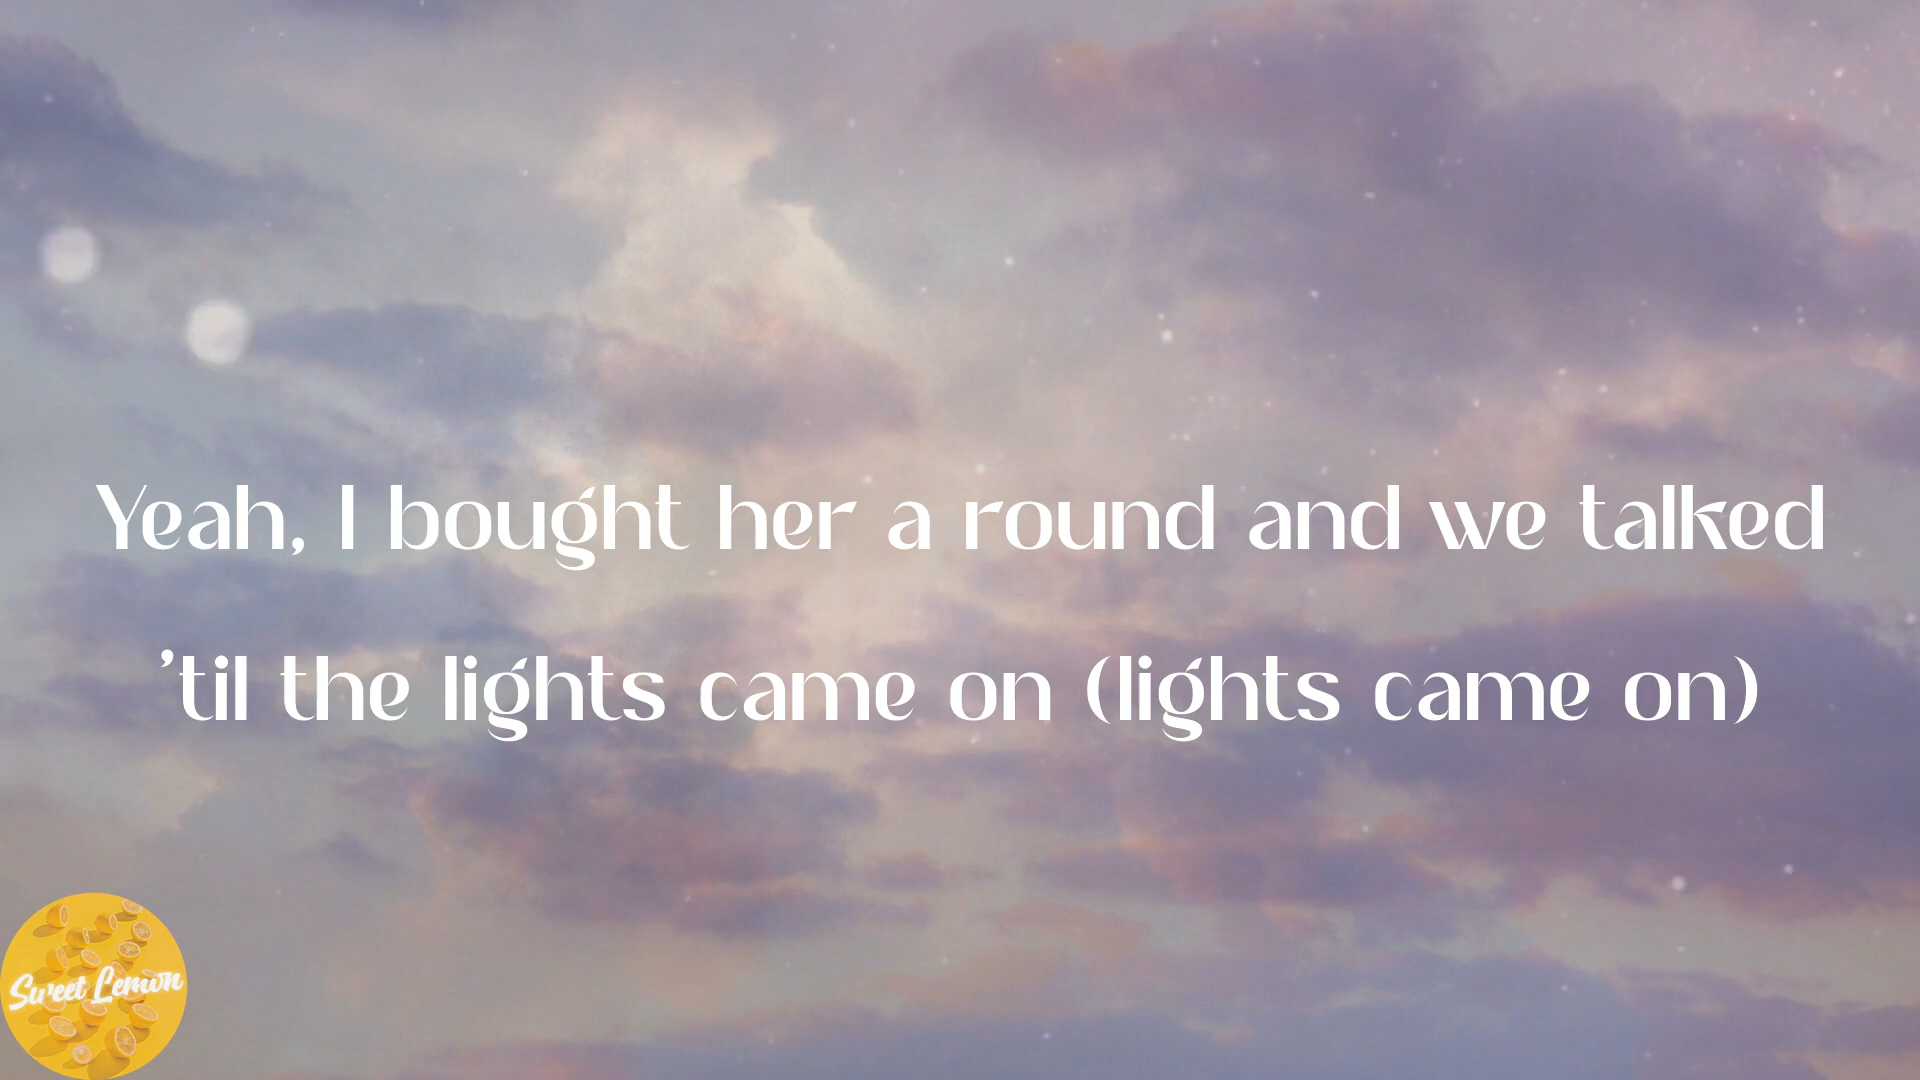 Yeah, I bought her a round and we talked
'til the lights came on (lights came on)
Sweet Lemon